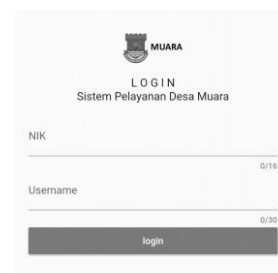 MUARA
LOGIN
Sistem Pelayanan Desa Muara
NIK
0/16
Username
0/30
login